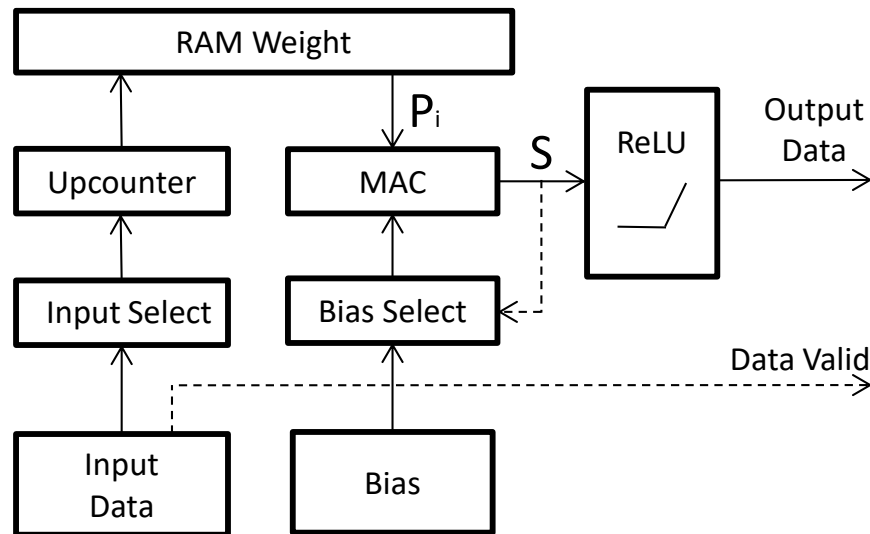 RAM Weight
Pi
Upcounter
MAC
S
ReLU
Output
Data
Input Select
Bias Select
Data Valid
Input
Data
Bias